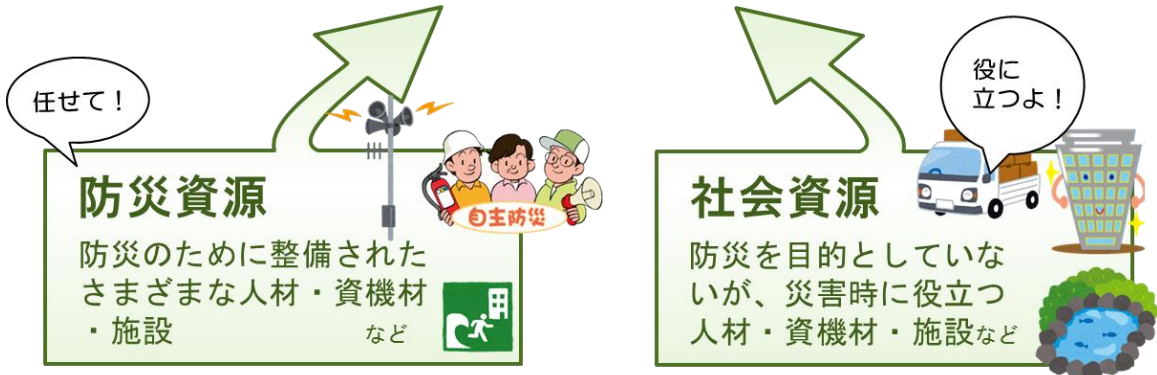 任せて！
防災資源
自主防災
防災のために整備された
さまざまな人材・資機材
・施設 など
役に
立つよ！
社会資源
防災を目的としていな
いが、災害時に役立つ
人材・資機材・施設など